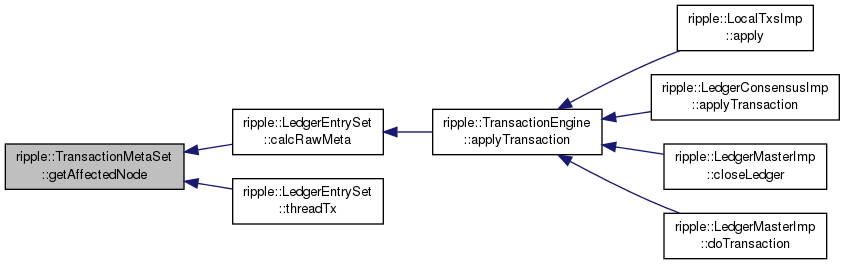 ripple::TransactionMetaSet
::getAffectedNode
ripple::LedgerEntrySet
::calcRawMeta
ripple::LedgerEntrySet
::threadTx
ripple::TransactionEngine
::applyTransaction
ripple::LocalTxsImp
::apply
ripple::LedgerConsensusImp
::applyTransaction
ripple::LedgerMasterImp
::closeLedger
ripple::LedgerMasterImp
::doTransaction